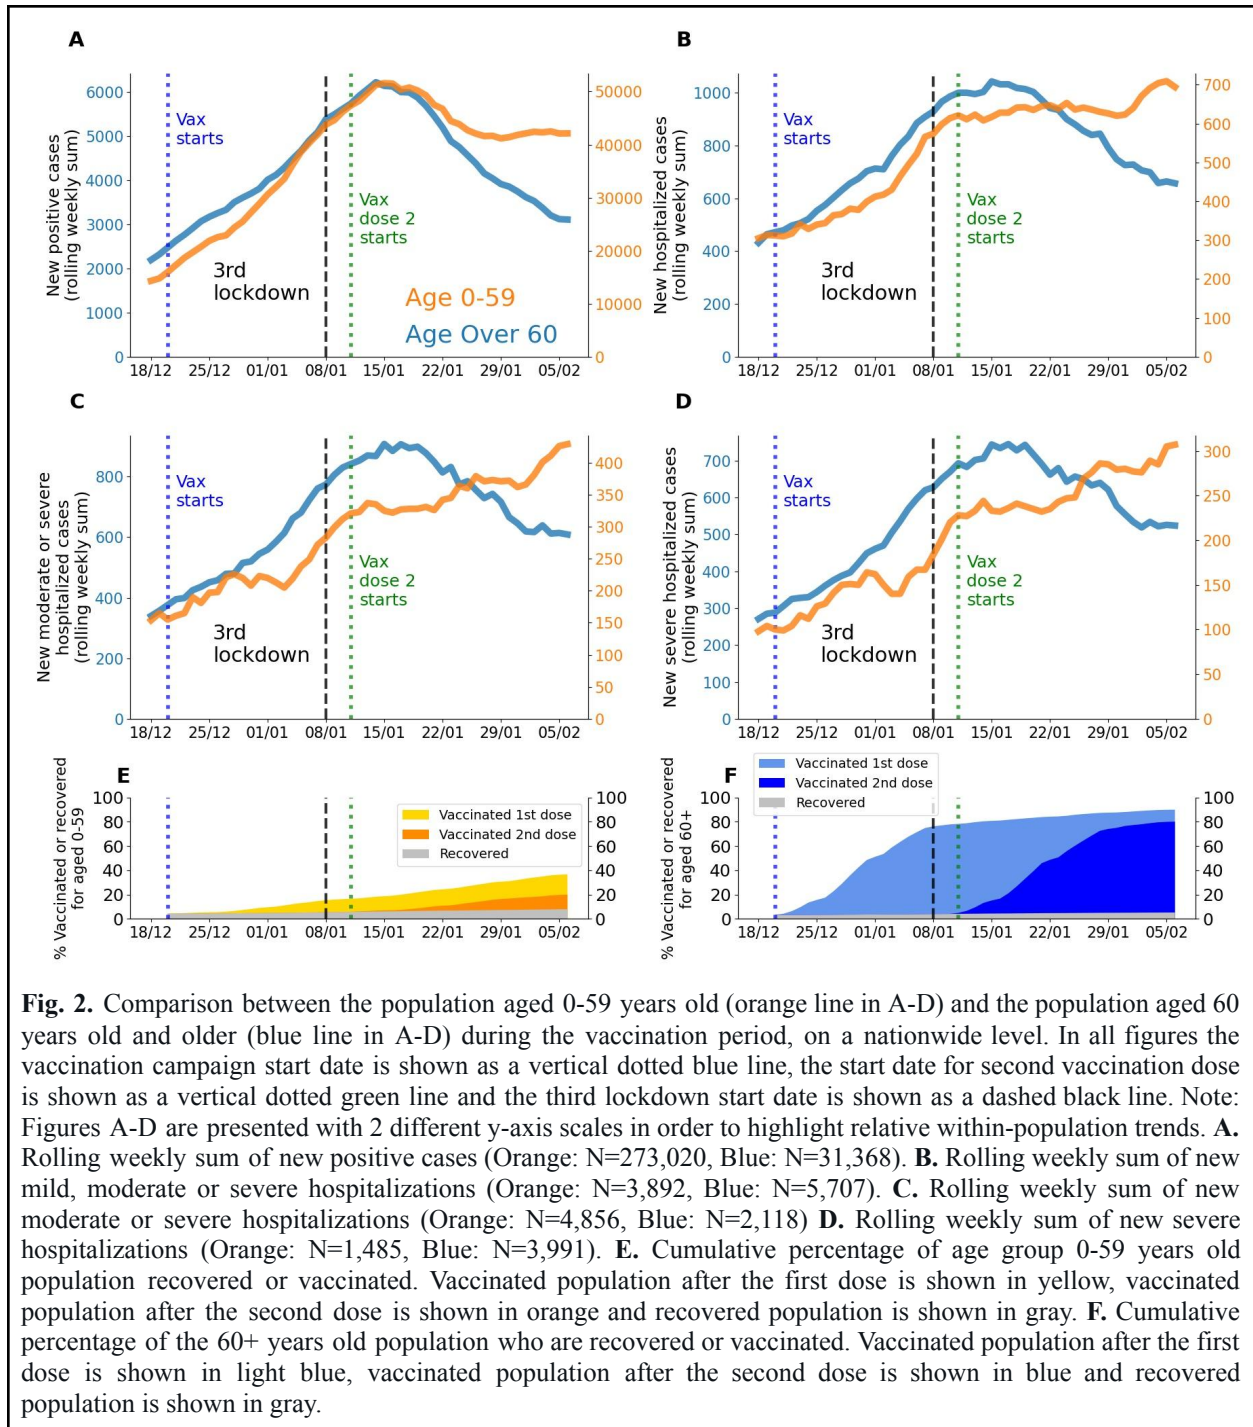 A
New positive cases
(rolling weekly sum)
6000
5000
4000
3000
2000
1000
0
50000
40000
30000
20000
10000
0
Vax
starts
Vax
dose 2
starts
3rd
lockdown
Age 0-59
Age Over 60
18/12 25/12 01/01 08/01 15/01 22/01 29/01 05/02
B
New hospitalized cases
(rolling weekly sum)
1000
800
600
400
200
0
700
600
500
400
300
200
100
0
Vax
starts
Vax
dose 2
starts
3rd
lockdown
18/12 25/12 01/01 08/01 15/01 22/01 29/01 05/02
C
New moderate or severe
hospitalized cases
(rolling weekly sum)
800
600
400
200
0
400
350
300
250
200
150
100
50
0
Vax
starts
Vax
dose 2
starts
3rd
lockdown
18/12 25/12 01/01 08/01 15/01 22/01 29/01 05/02
D
New severe hospitalized cases
(rolling weekly sum)
700
600
500
400
300
200
100
0
300
250
200
150
100
50
0
Vax
starts
Vax
dose 2
starts
3rd
lockdown
18/12 25/12 01/01 08/01 15/01 22/01 29/01 05/02
E
% Vaccinated or recovered
for aged 0-59
100
80
60
40
20
0
100
80
60
40
20
0
Vaccinated 1st dose
Vaccinated 2nd dose
Recovered
18/12 25/12 01/01 08/01 15/01 22/01 29/01 05/02
F
% Vaccinated or recovered
for aged 60+
100
80
60
40
20
0
100
80
60
40
20
0
Vaccinated 1st dose
Vaccinated 2nd dose
Recovered
18/12 25/12 01/01 08/01 15/01 22/01 29/01 05/02
Fig. 2. Comparison between the population aged 0-59 years old (orange line in A-D) and the population aged 60
years old and older (blue line in A-D) during the vaccination period, on a nationwide level. In all figures the
vaccination campaign start date is shown as a vertical dotted blue line, the start date for second vaccination dose
is shown as a vertical dotted green line and the third lockdown start date is shown as a dashed black line. Note:
Figures A-D are presented with 2 different y-axis scales in order to highlight relative within-population trends. A.
Rolling weekly sum of new positive cases (Orange: N=273,020, Blue: N=31,368). B. Rolling weekly sum of new
mild, moderate or severe hospitalizations (Orange: N=3,892, Blue: N=5,707). C. Rolling weekly sum of new
moderate or severe hospitalizations (Orange: N=4,856, Blue: N=2,118) D. Rolling weekly sum of new severe
hospitalizations (Orange: N=1,485, Blue: N=3,991). E. Cumulative percentage of age group 0-59 years old
population recovered or vaccinated. Vaccinated population after the first dose is shown in yellow, vaccinated
population after the second dose is shown in orange and recovered population is shown in gray. F. Cumulative
percentage of the 60+ years old population who are recovered or vaccinated. Vaccinated population after the first
dose is shown in light blue, vaccinated population after the second dose is shown in blue and recovered
population is shown in gray.